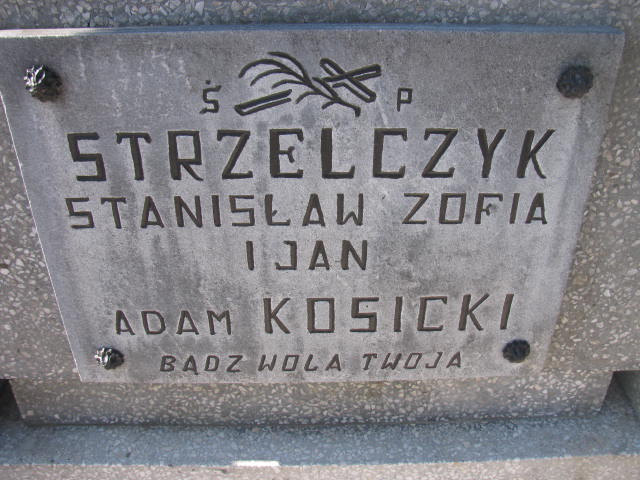 Ś P
STRZELCZYK
STANISŁAW ZOFIA
I JAN
ADAM KOSICKI
BĄDZ WOLA TWOJA